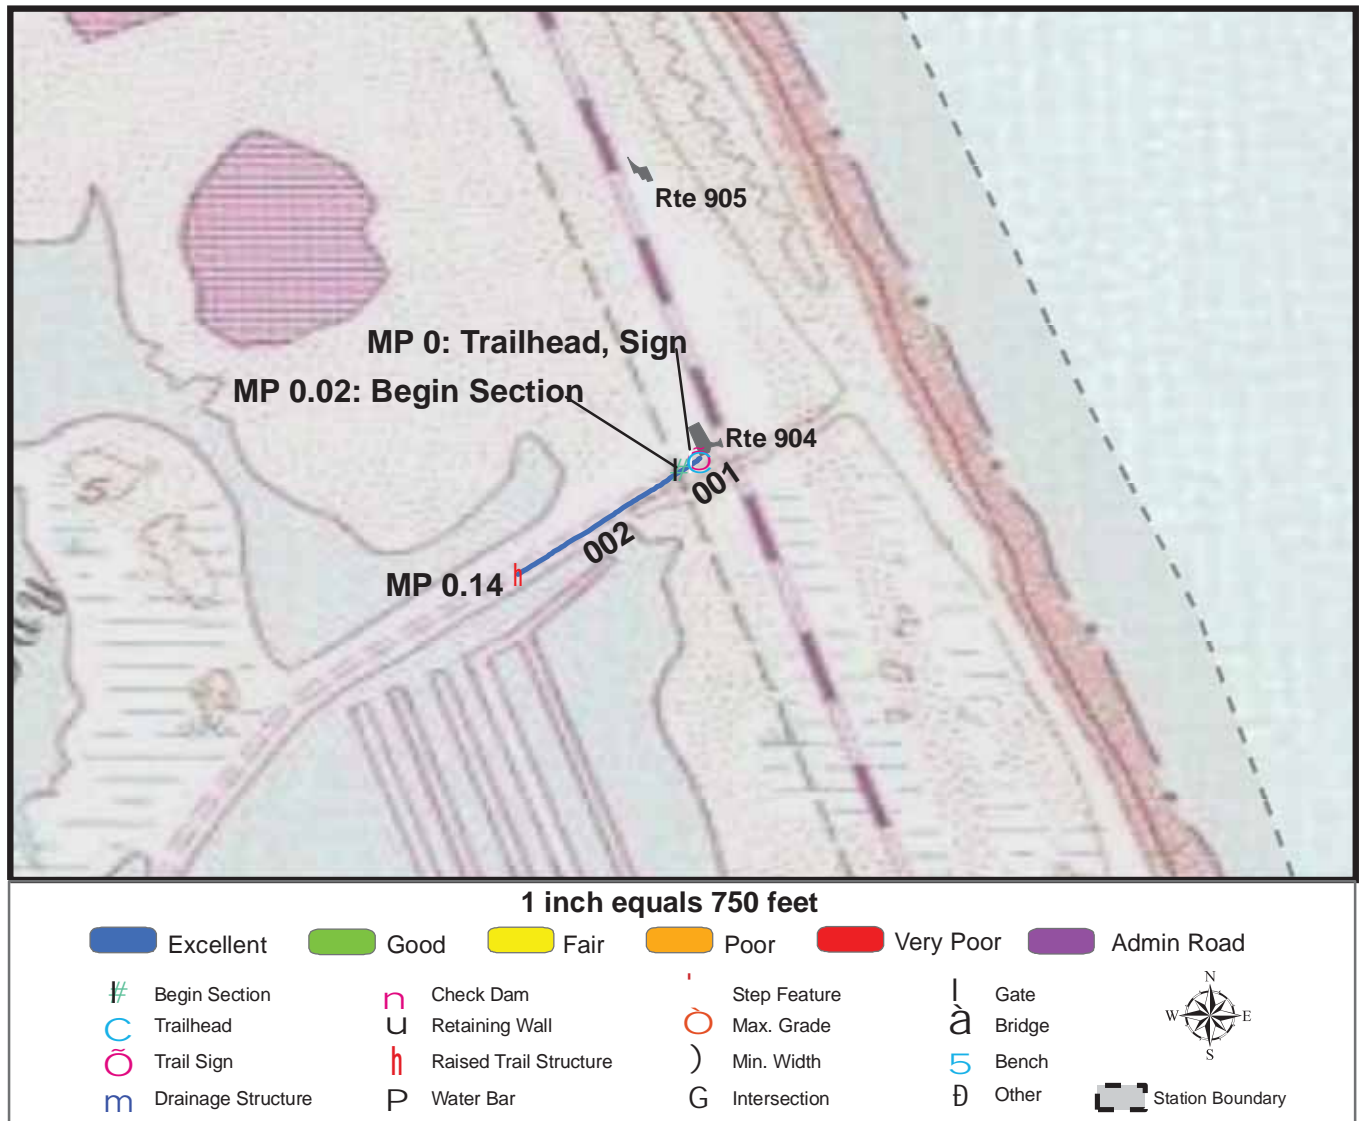 Rte 905
MP 0: Trailhead, Sign
MP 0.02: Begin Section
Rte 904
001
002
MP 0.14
1 inch equals 750 feet
Excellent
Good
Fair
Poor
Very Poor
Admin Road
Begin Section
Trailhead
Trail Sign
Drainage Structure
n Check Dam
u Retaining Wall
h Raised Trail Structure
P Water Bar
' Step Feature
Ò Max. Grade
) Min. Width
G Intersection
l Gate
à Bridge
5 Bench
Đ Other
N
W E
S
Station Boundary